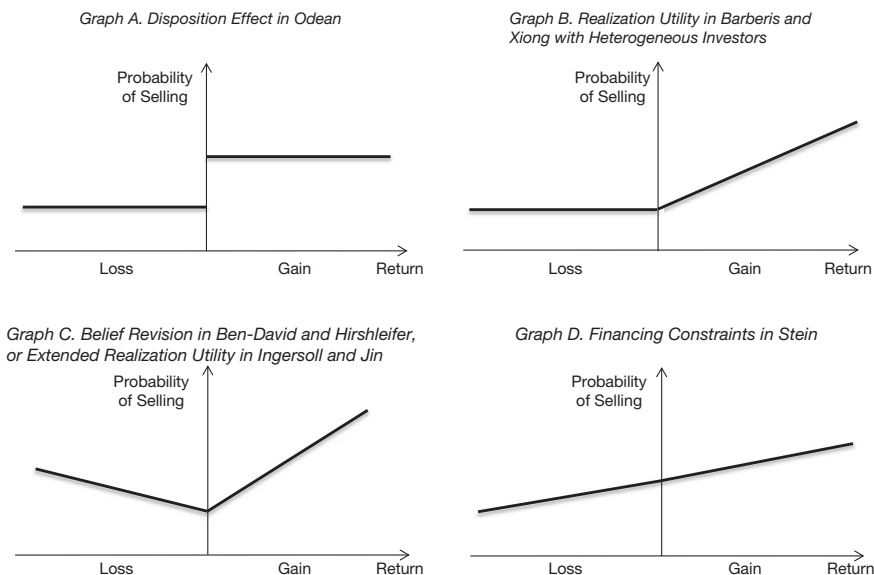 Graph A. Disposition Effect in Odean
Probability
of Selling
Loss
Gain
Return
Graph B. Realization Utility in Barberis and
Xiong with Heterogeneous Investors
Probability
of Selling
Loss
Gain
Return
Graph C. Belief Revision in Ben-David and Hirshleifer,
or Extended Realization Utility in Ingersoll and Jin
Probability
of Selling
Loss
Gain
Return
Graph D. Financing Constraints in Stein
Probability
of Selling
Loss
Gain
Return